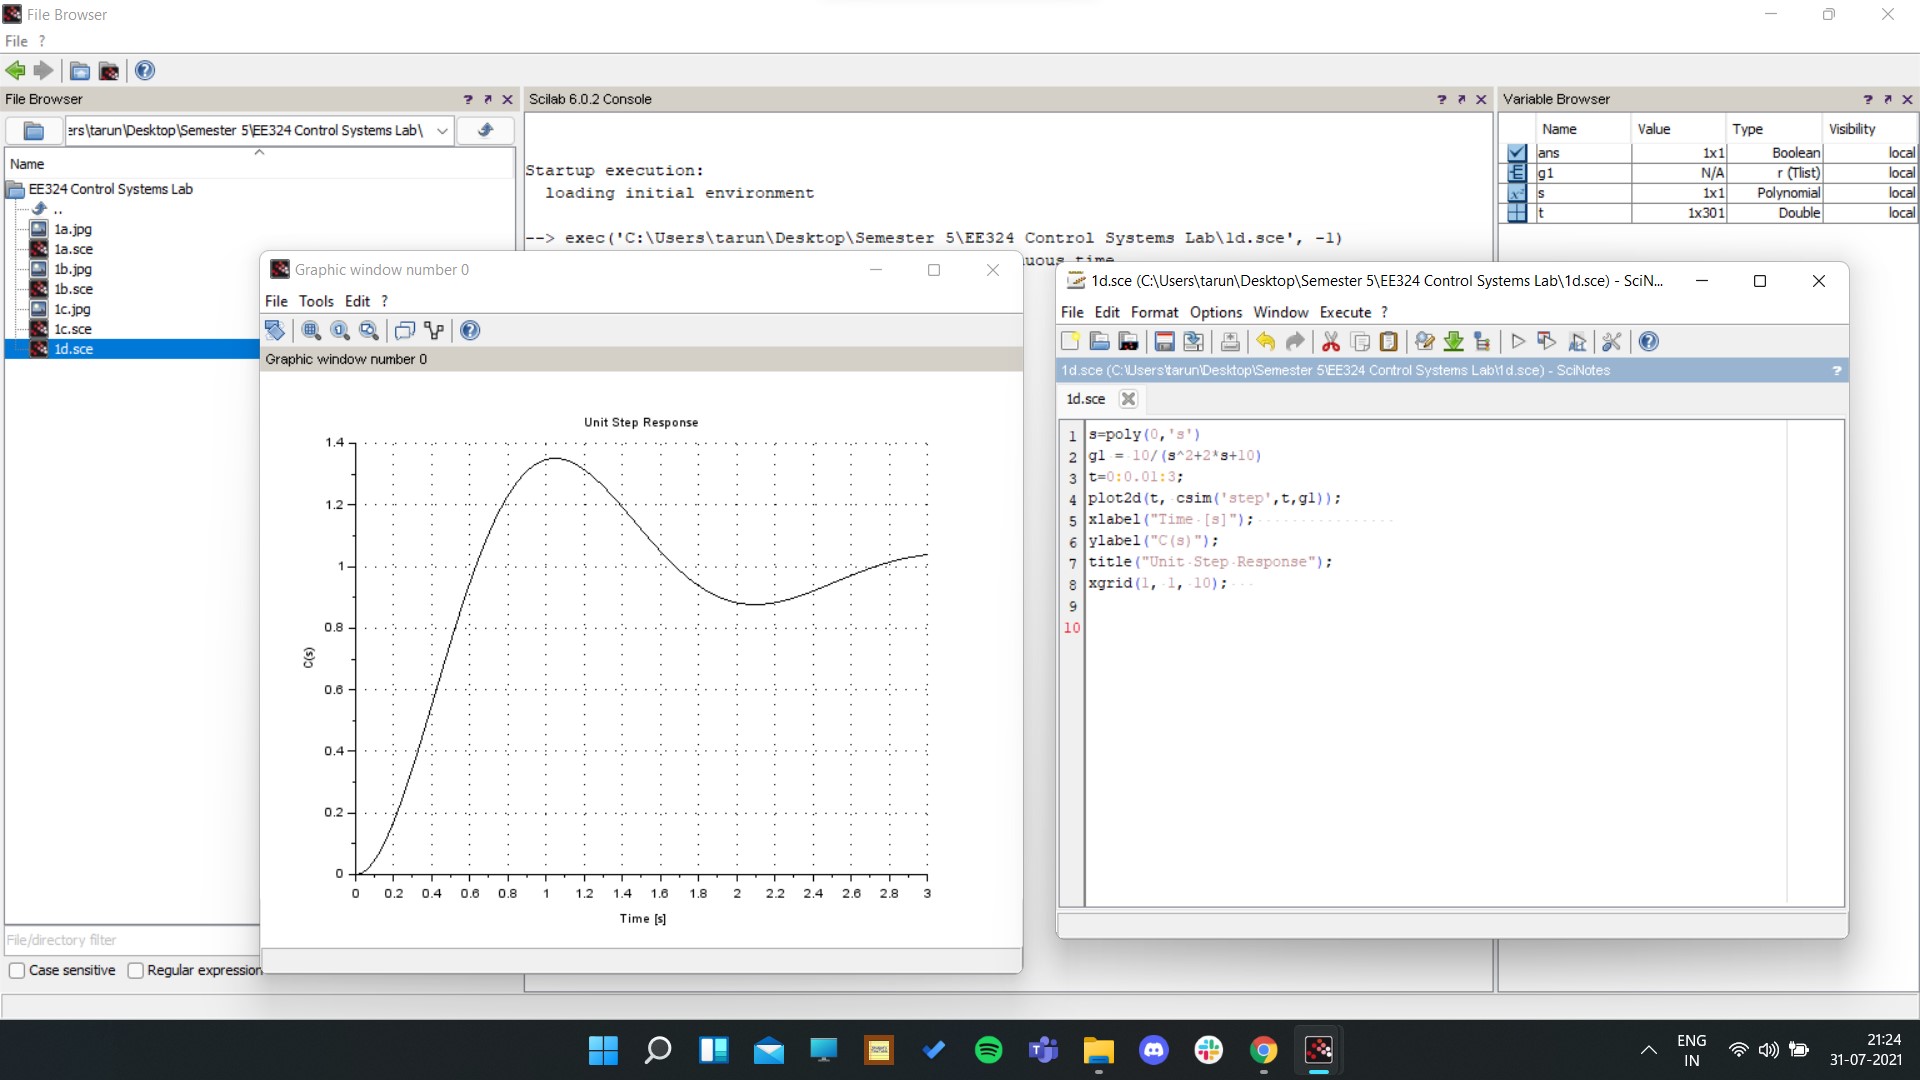 File Browser
File ?
File Browser ? Scilab 6.0.2 Console ? Variable Browser ?
ers\tarun\Desktop\Semester 5\EE324 Control Systems Lab\
Name
EE324 Control Systems Lab
..
1a.jpg
1a.sce
1b.jpg
1b.sce
1c.jpg
1c.sce
1d.sce
File/directory filter
Case sensitive Regular expression
Startup execution:
loading initial environment
--> exec('C:\Users\tarun\Desktop\Semester 5\EE324 Control Systems Lab\1d.sce', -1)
uous time
Name Value Type Visibility
ans 1x1 Boolean local
g1 N/A r (Tlist) local
s 1x1 Polynomial local
t 1x301 Double local
Graphic window number 0
File Tools Edit ?
Graphic window number 0
Unit Step Response
1.4
1.2
1
0.8
0.6
0.4
0.2
0
C(s)
0 0.2 0.4 0.6 0.8 1 1.2 1.4 1.6 1.8 2 2.2 2.4 2.6 2.8 3
Time [s]
1d.sce (C:\Users\tarun\Desktop\Semester 5\EE324 Control Systems Lab\1d.sce) - SciN...
File Edit Format Options Window Execute ?
1d.sce (C:\Users\tarun\Desktop\Semester 5\EE324 Control Systems Lab\1d.sce) - SciNotes ?
1d.sce
1 s=poly(0,'s')
2 g1 = 10/(s^2+2*s+10)
3 t=0:0.01:3;
4 plot2d(t, csim('step',t,g1));
5 xlabel("Time [s]");
6 ylabel("C(s)");
7 title("Unit Step Response");
8 xgrid(1, 1, 10);
9
10
ENG
IN
21:24
31-07-2021